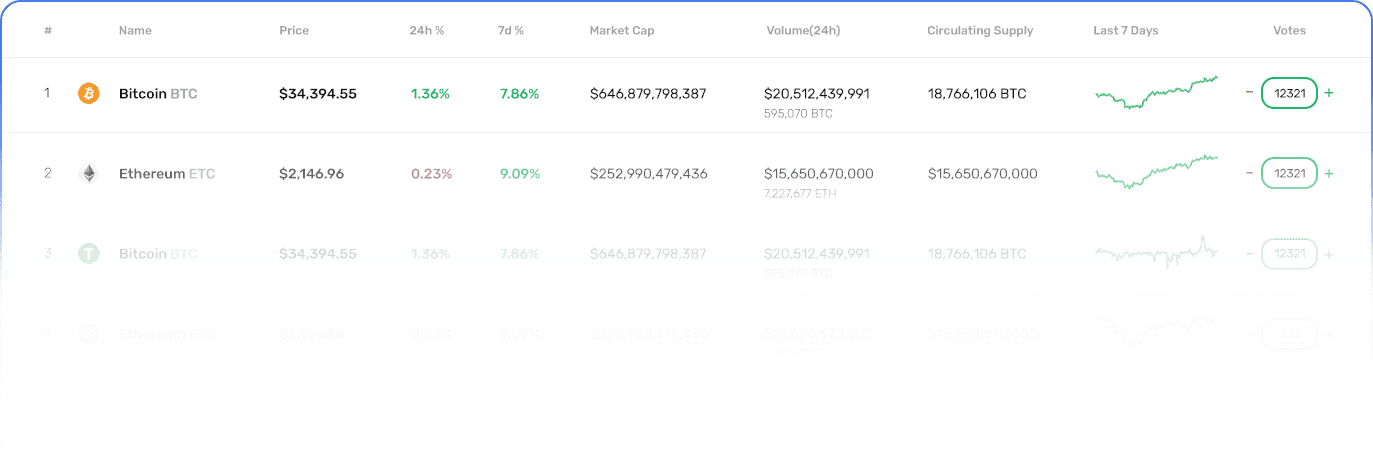 # Name Price 24h % 7d % Market Cap Volume(24h) Circulating Supply Last 7 Days Votes
1 Bitcoin BTC $34,394.55 1.36% 7.86% $646,879,798,387 $20,512,439,991 18,766,106 BTC - 12321 +
595,070 BTC
2 Ethereum ETC $2,146.96 0.23% 9.09% $252,990,479,436 $15,650,670,000 $15,650,670,000 - 12321 +
7,227,677 ETH
3 Bitcoin BTC $34,394.55 1.36% 7.86% $646,879,798,387 $20,512,439,991 18,766,106 BTC - 12321 +
595,070 BTC
4 Ethereum ETC $2,146.96 0.23% 9.09% $252,990,479,436 $15,650,670,000 $15,650,670,000 +